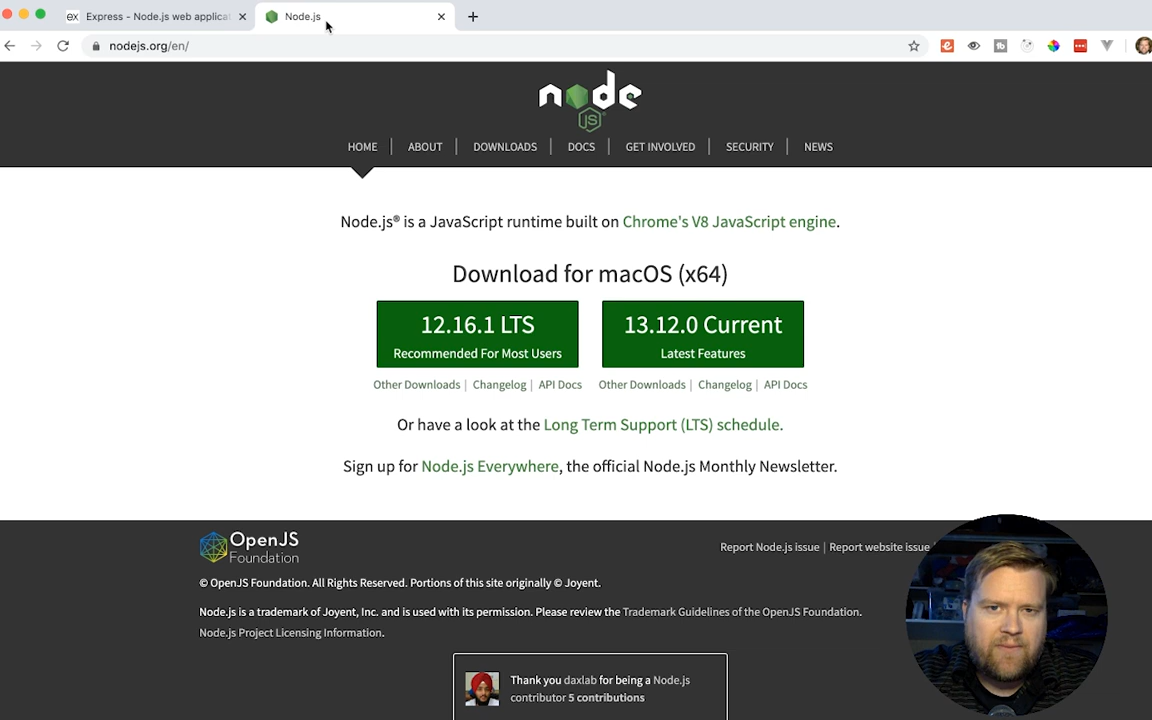 Express - Node.js web applicat
Node.js
nodejs.org/en/
node
JS
HOME
ABOUT
DOWNLOADS
DOCS
GET INVOLVED
SECURITY
NEWS
Node.js® is a JavaScript runtime built on Chrome's V8 JavaScript engine.
Download for macOS (x64)
12.16.1 LTS
Recommended For Most Users
13.12.0 Current
Latest Features
Other Downloads | Changelog | API Docs
Other Downloads | Changelog | API Docs
Or have a look at the Long Term Support (LTS) schedule.
Sign up for Node.js Everywhere, the official Node.js Monthly Newsletter.
OpenJS
Foundation
Report Node.js issue | Report website issue
© OpenJS Foundation. All Rights Reserved. Portions of this site originally © Joyent.
Node.js is a trademark of Joyent, Inc. and is used with its permission. Please review the Trademark Guidelines of the OpenJS Foundation.
Node.js Project Licensing Information.
Thank you daxlab for being a Node.js
contributor 5 contributions